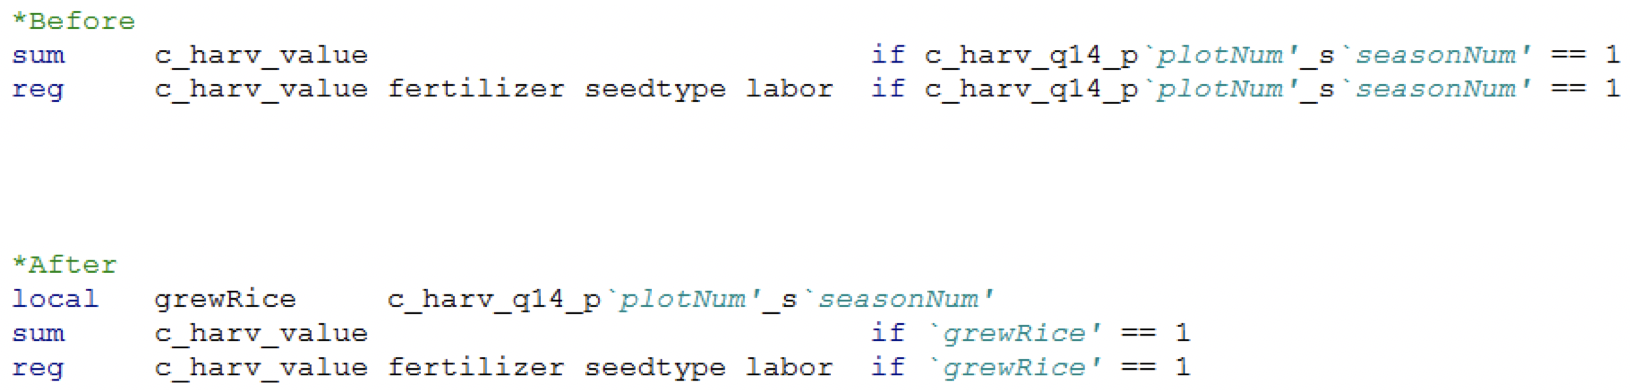 *Before
sum c_harv_value if c_harv_q14_p`plotNum'_s`seasonNum' == 1
reg c_harv_value fertilizer seedtype labor if c_harv_q14_p`plotNum'_s`seasonNum' == 1
*After
local grewRice c_harv_q14_p`plotNum'_s`seasonNum'
sum c_harv_value if `grewRice' == 1
reg c_harv_value fertilizer seedtype labor if `grewRice' == 1